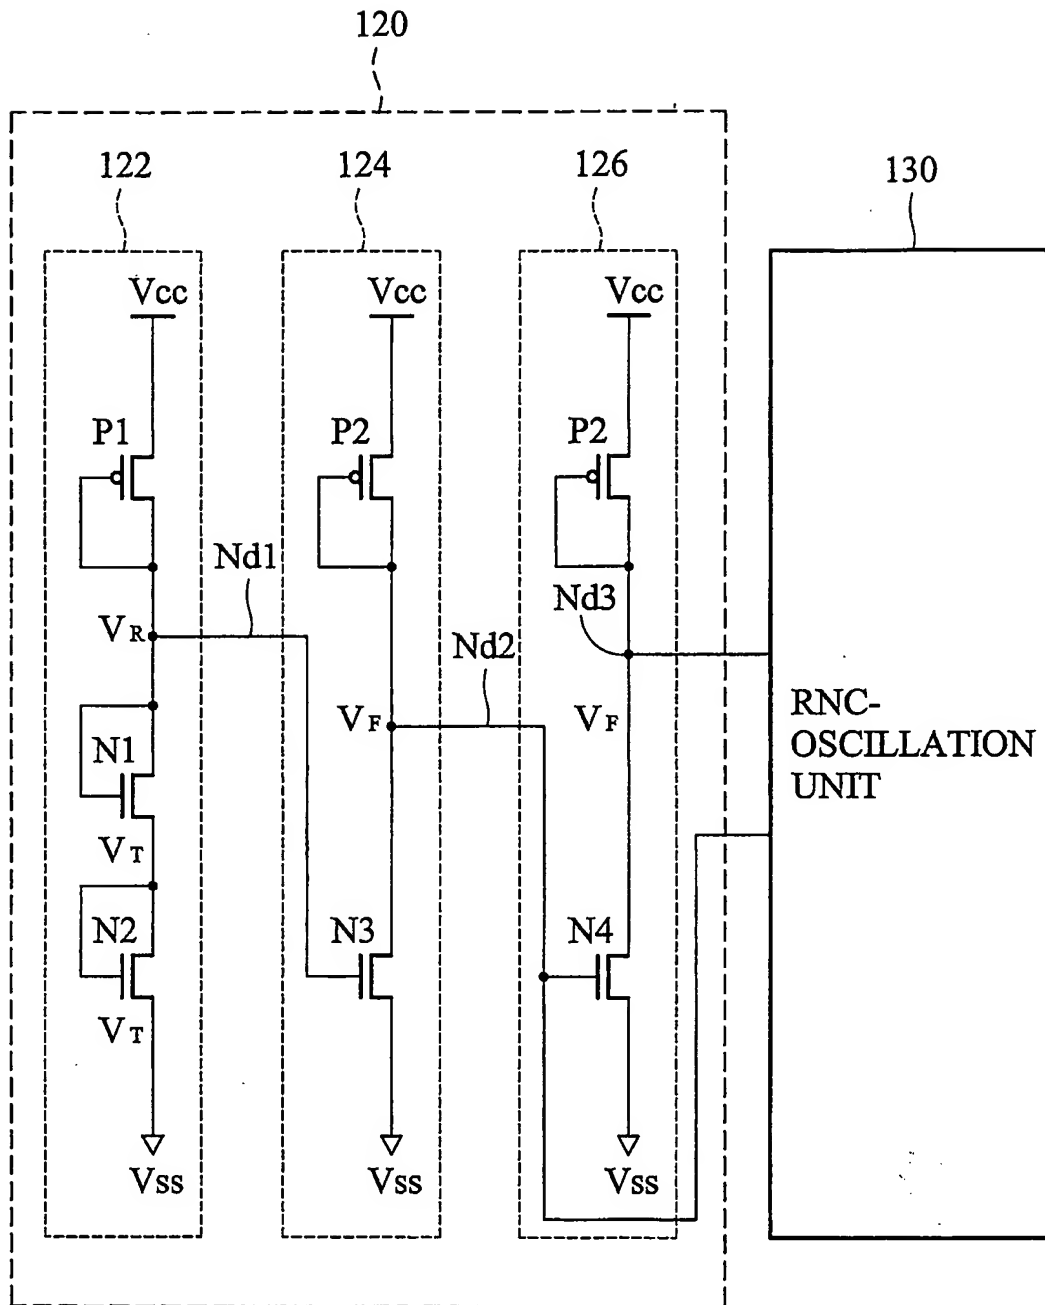 120
122
124
126
130
Vcc
Vcc
Vcc
P1
P2
P2
Nd1
Nd3
VR
Nd2
VF
VF
RNC-
OSCILLATION
UNIT
N1
VT
N2
N3
N4
VT
Vss
Vss
Vss